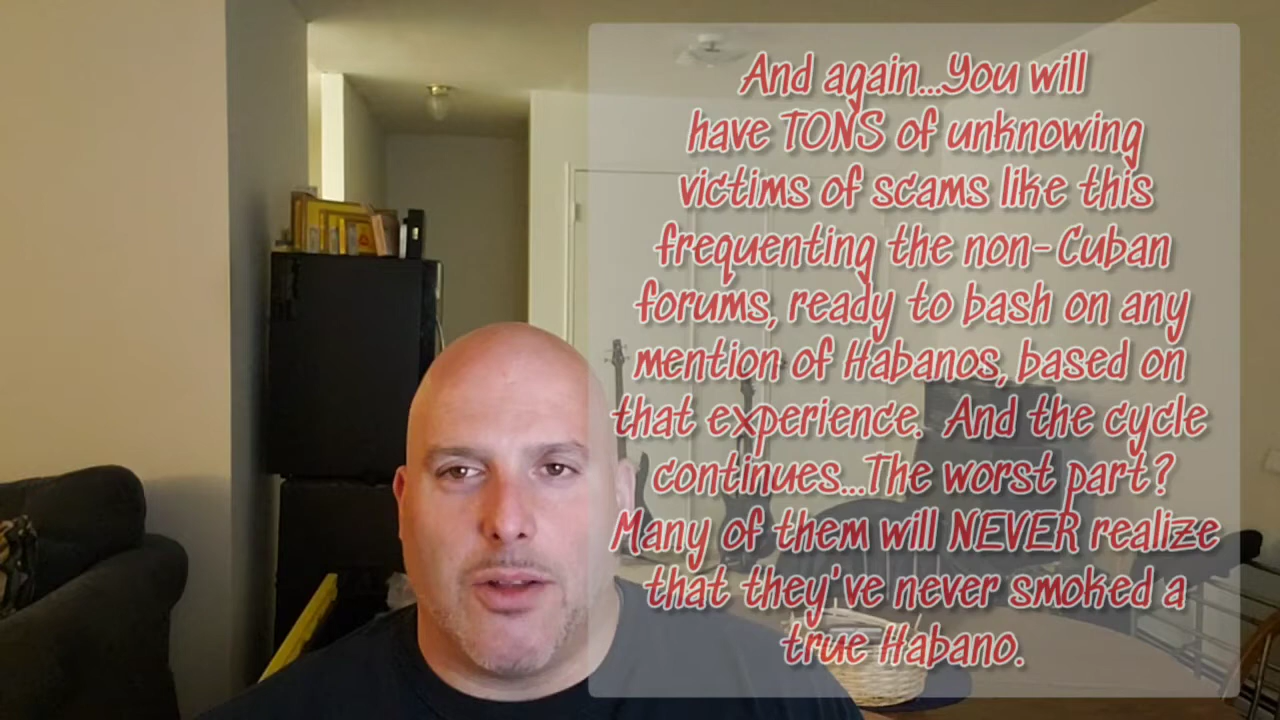 And again...You will
have TONS of unknowing
victims of scams like this
frequenting the non-Cuban
forums, ready to bash on any
mention of Habanos, based on
that experience. And the cycle
continues...The worst part?
Many of them will NEVER realize
that they've never smoked a
true Habano.